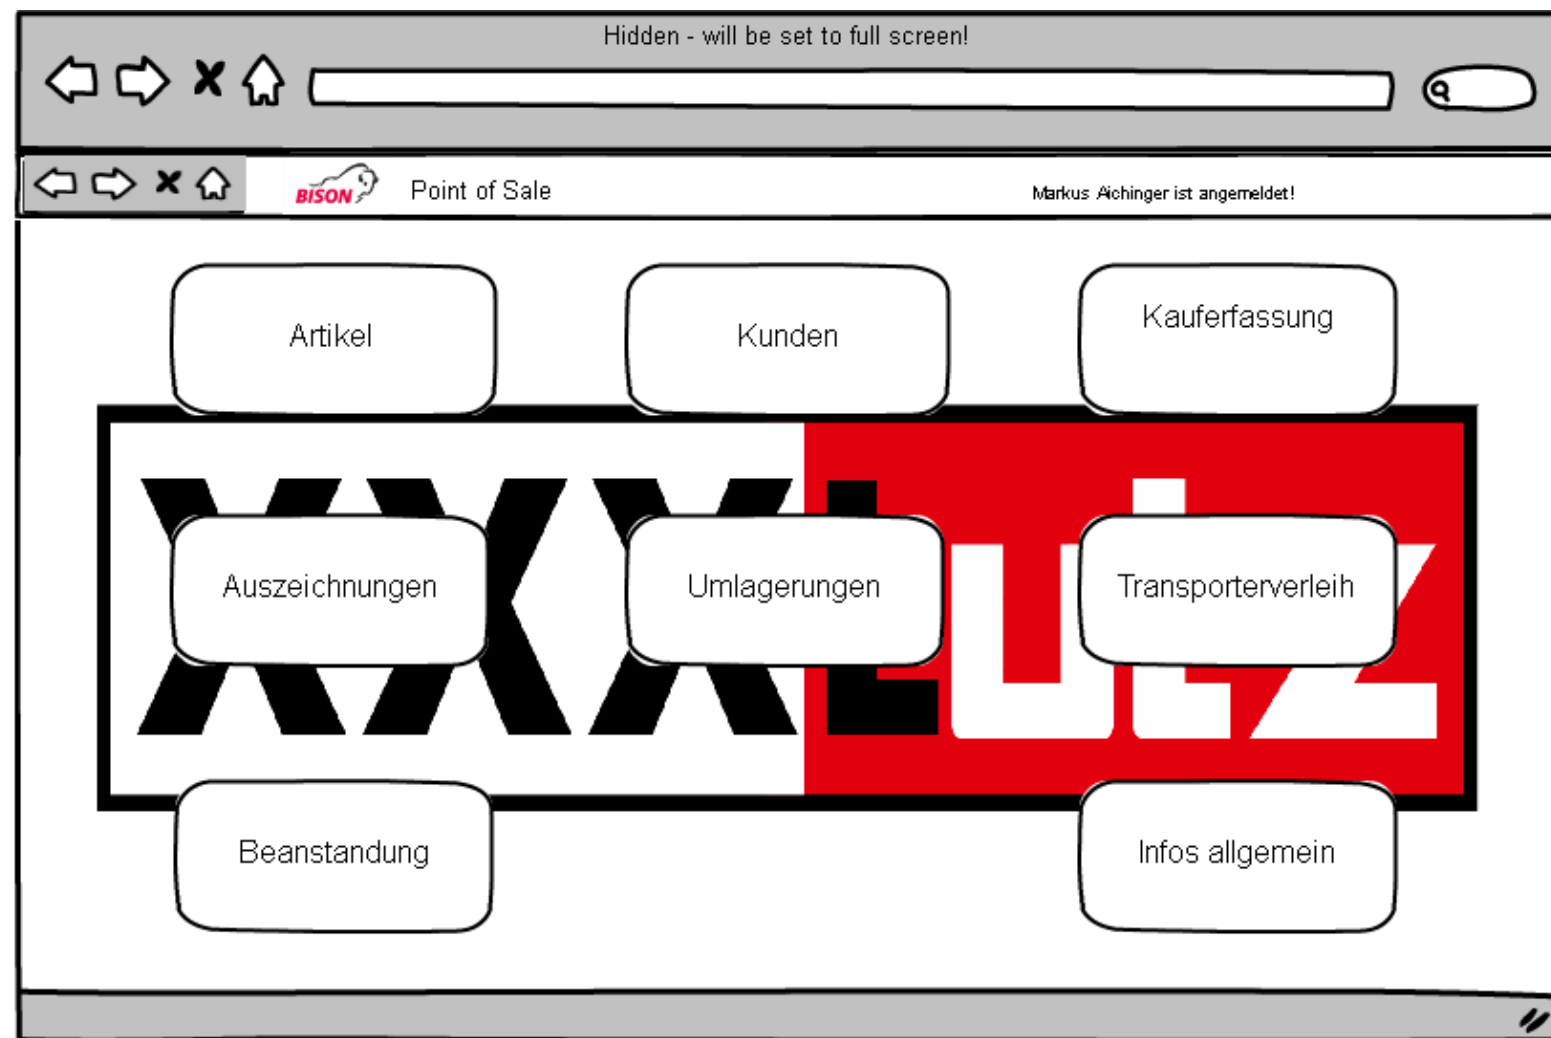 Hidden - will be set to full screen!
BISON Point of Sale Markus Aichinger ist angemeldet!
Artikel Kunden Kauferfassung
XXXLutz
Auszeichnungen Umlagerungen Transporterverleih
Beanstandung Infos allgemein